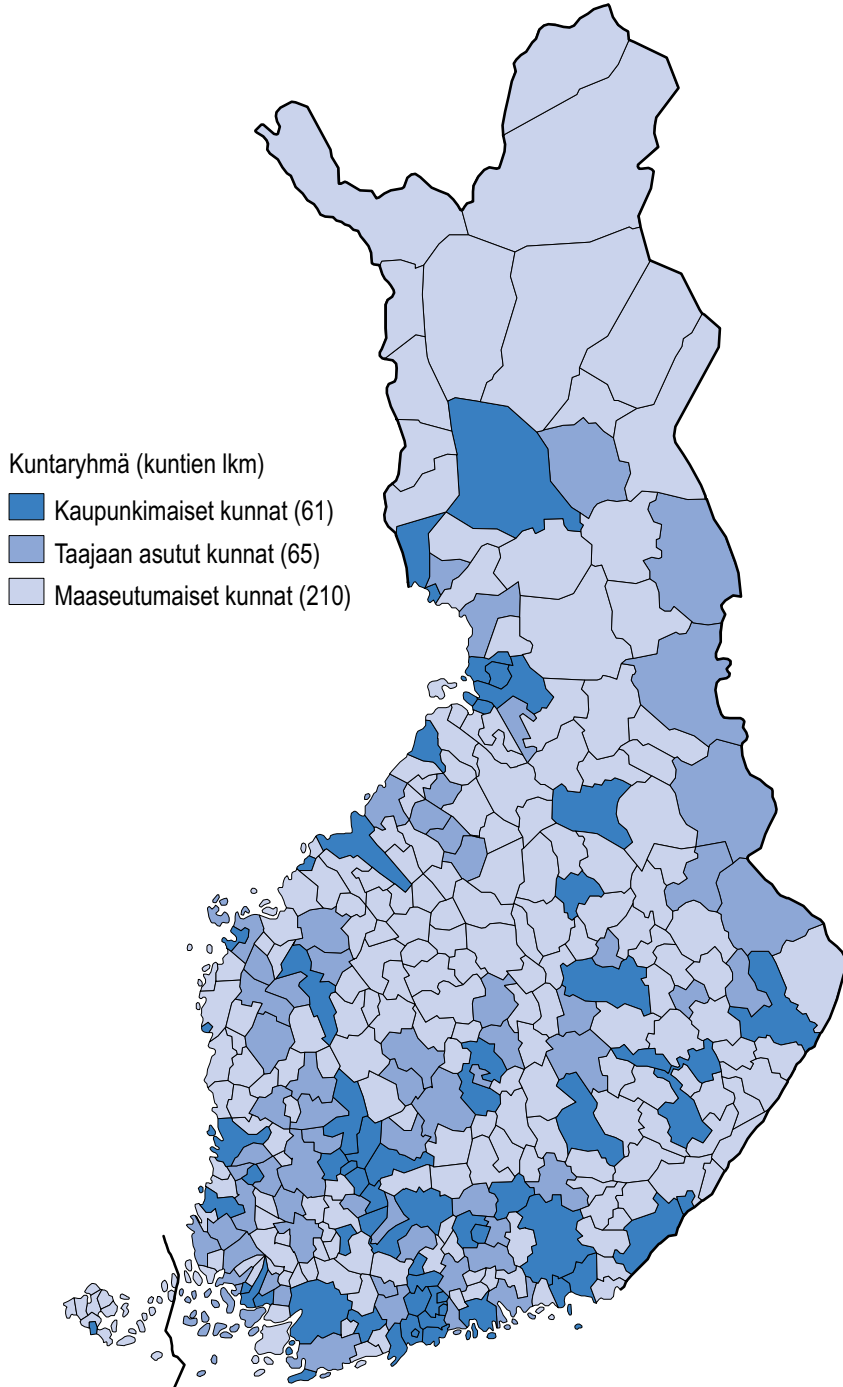 Kuntaryhmä (kuntien lkm)
Kaupunkimaiset kunnat (61)
Taajaan asutut kunnat (65)
Maaseutumaiset kunnat (210)